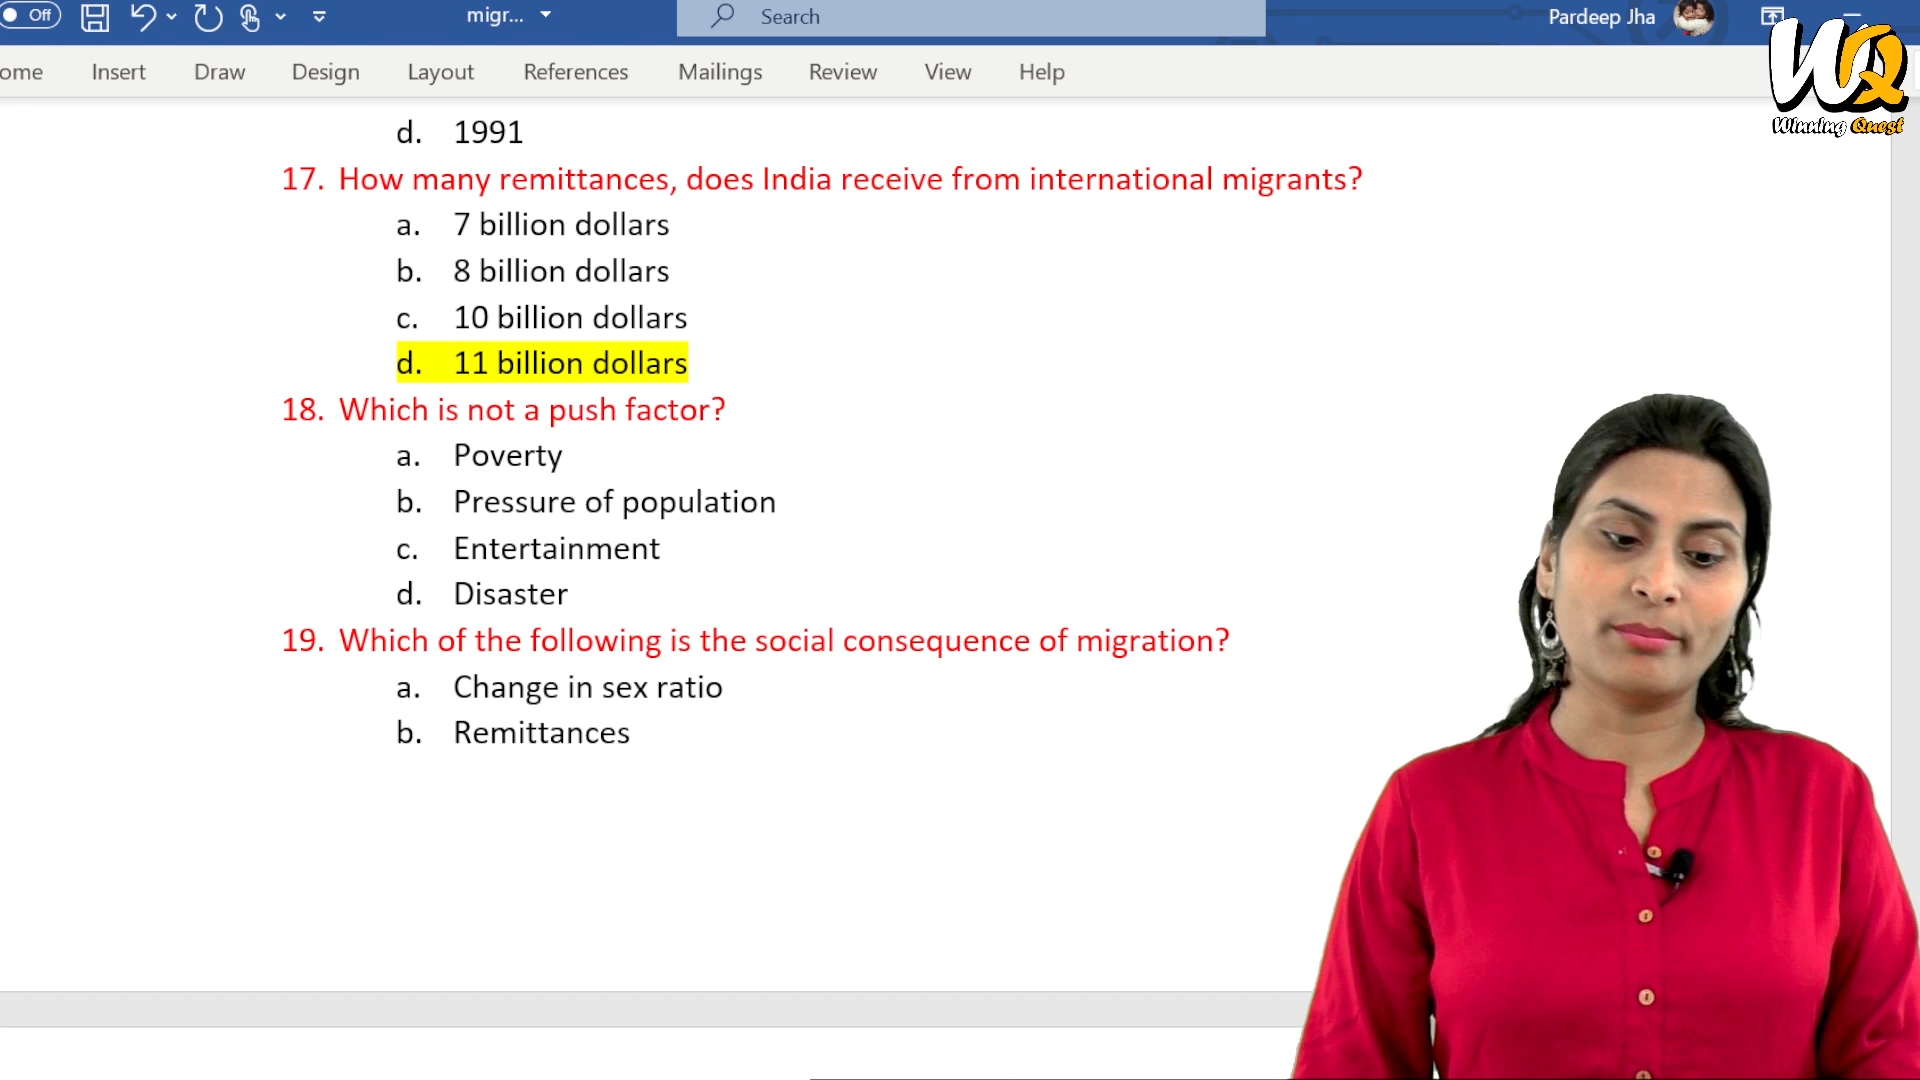 Off
migr...
Search
Pardeep Jha
ome Insert Draw Design Layout References Mailings Review View Help
WQ
Winning Quest
d. 1991
17. How many remittances, does India receive from international migrants?
a. 7 billion dollars
b. 8 billion dollars
c. 10 billion dollars
d. 11 billion dollars
18. Which is not a push factor?
a. Poverty
b. Pressure of population
c. Entertainment
d. Disaster
19. Which of the following is the social consequence of migration?
a. Change in sex ratio
b. Remittances